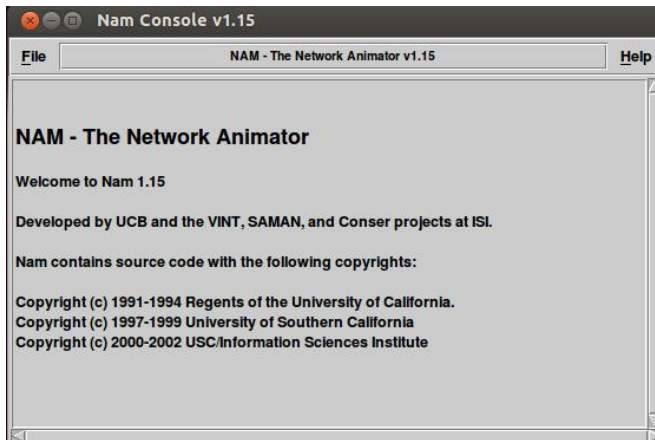 Nam Console v1.15
File NAM - The Network Animator v1.15 Help
NAM - The Network Animator
Welcome to Nam 1.15
Developed by UCB and the VINT, SAMAN, and Conser projects at ISI.
Nam contains source code with the following copyrights:
Copyright (c) 1991-1994 Regents of the University of California.
Copyright (c) 1997-1999 University of Southern California
Copyright (c) 2000-2002 USC/Information Sciences Institute